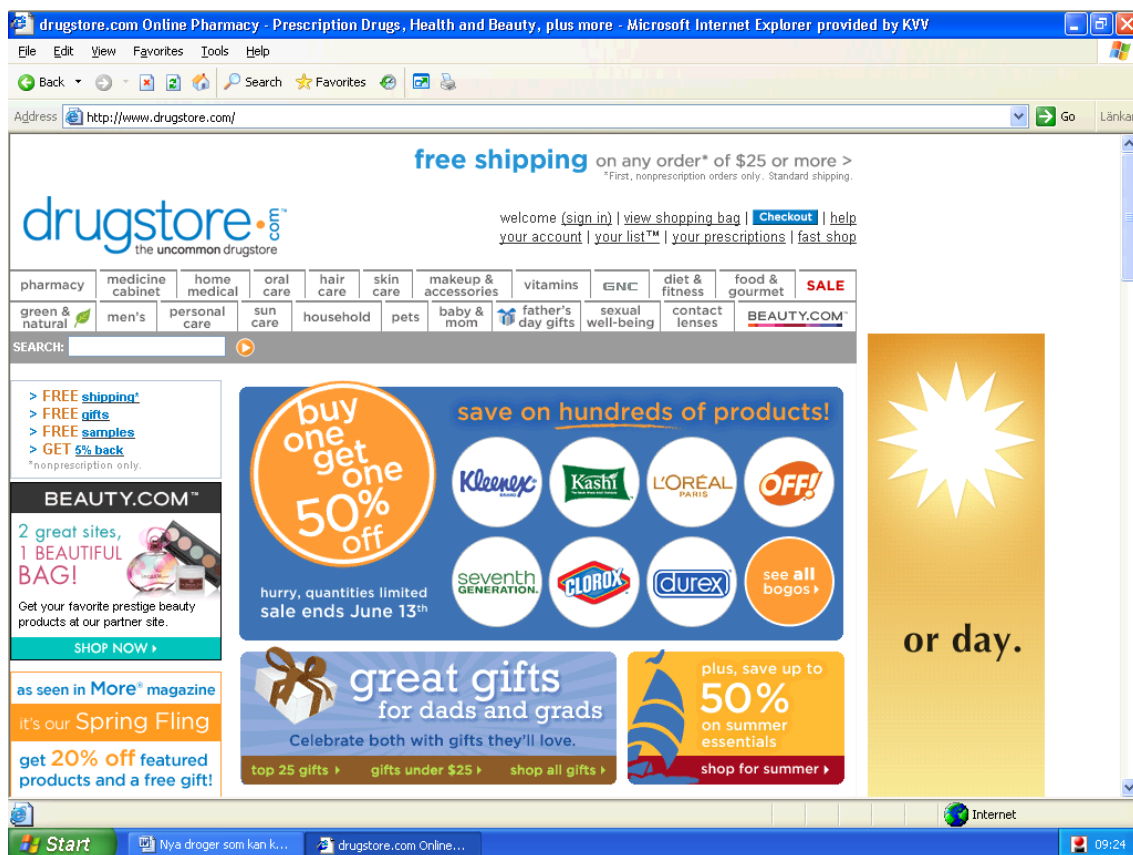 drugstore.com Online Pharmacy - Prescription Drugs, Health and Beauty, plus more - Microsoft Internet Explorer provided by KVV
File Edit View Favorites Tools Help
Back Search Favorites
Address http://www.drugstore.com/ Go Länkar
free shipping on any order* of $25 or more >
*First, nonprescription orders only. Standard shipping.
drugstore.com™
the uncommon drugstore
welcome (sign in) | view shopping bag | Checkout | help
your account | your list™ | your prescriptions | fast shop
pharmacy
medicine cabinet
home medical
oral care
hair care
skin care
makeup & accessories
vitamins
GNC
diet & fitness
food & gourmet
SALE
green & natural
men's
personal care
sun care
household
pets
baby & mom
father's day gifts
sexual well-being
contact lenses
BEAUTY.COM™
SEARCH:
> FREE shipping*
> FREE gifts
> FREE samples
> GET 5% back
*nonprescription only.
BEAUTY.COM™
2 great sites,
1 BEAUTIFUL
BAG!
Get your favorite prestige beauty
products at our partner site.
SHOP NOW
as seen in More® magazine
it's our Spring Fling
get 20% off featured
products and a free gift!
buy
one
get
one
50%
off
hurry, quantities limited
sale ends June 13th
save on hundreds of products!
Kleenex BRAND
Kashi
L'ORÉAL
PARIS
OFF!
seventh
GENERATION.
CLOROX
durex
see all
bogos
great gifts
for dads and grads
Celebrate both with gifts they'll love.
top 25 gifts gifts under $25 shop all gifts
plus, save up to
50%
on summer
essentials
shop for summer
or day.
Internet
Start Nya droger som kan k... drugstore.com Online... 09:24